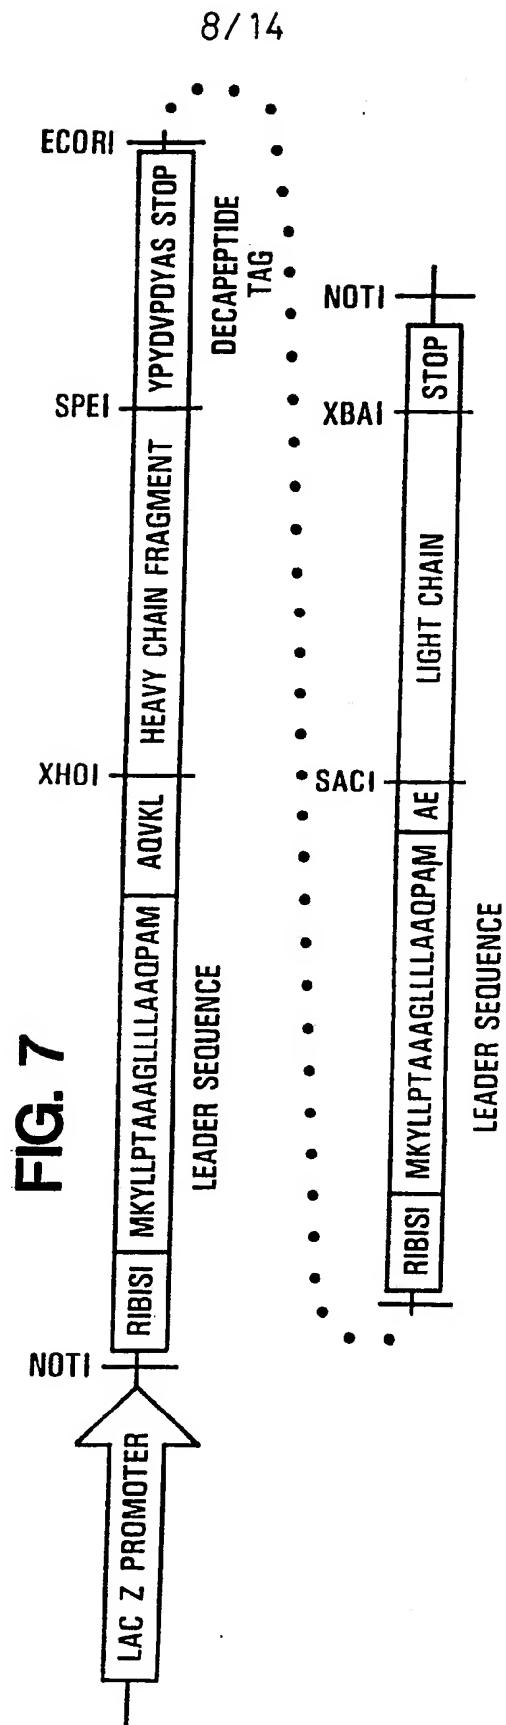 8/14
FIG. 7
LAC Z PROMOTER
NOTI
RIBISI
MKYLLPTAAAGLLLLAAQPAM
LEADER SEQUENCE
AQVKL
XHOI
HEAVY CHAIN FRAGMENT
SPEI
YPYDVPDYAS STOP
DECAPEPTIDE
TAG
ECORI
RIBISI
MKYLLPTAAAGLLLLAAQPAM
LEADER SEQUENCE
AE
SACI
LIGHT CHAIN
XBAI
STOP
NOTI